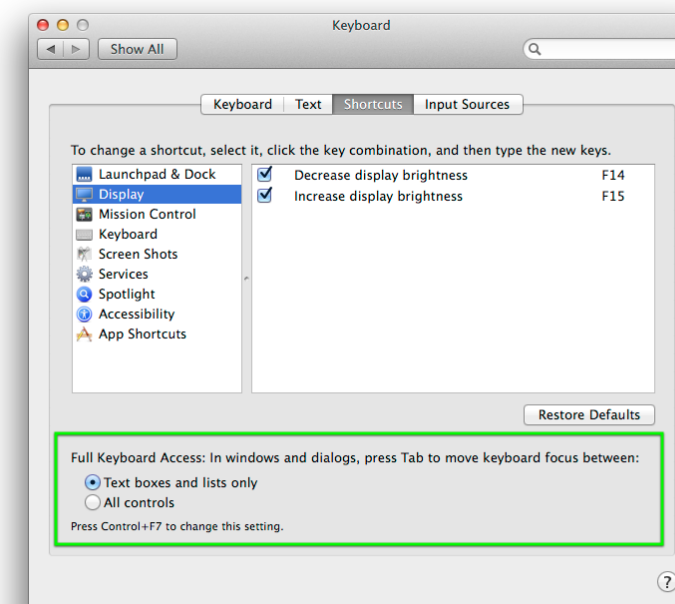 Keyboard
Show All
Keyboard Text Shortcuts Input Sources
To change a shortcut, select it, click the key combination, and then type the new keys.
Launchpad & Dock
Display
Mission Control
Keyboard
Screen Shots
Services
Spotlight
Accessibility
App Shortcuts
Decrease display brightness F14
Increase display brightness F15
Restore Defaults
Full Keyboard Access: In windows and dialogs, press Tab to move keyboard focus between:
Text boxes and lists only
All controls
Press Control+F7 to change this setting.
?